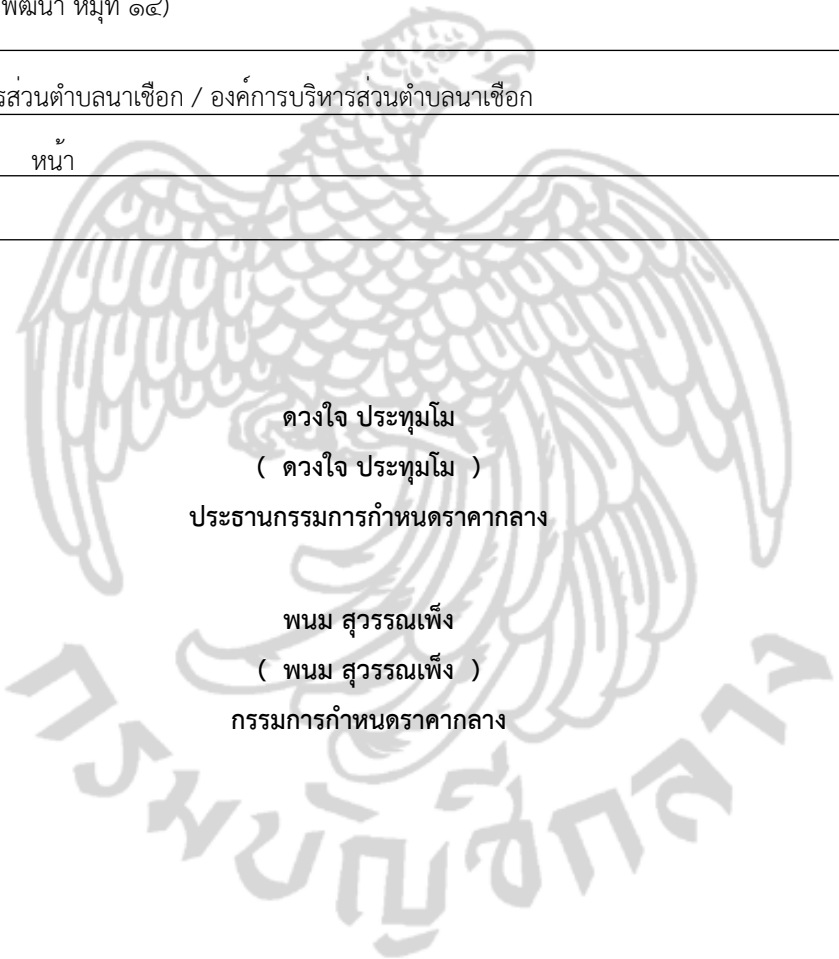 พัฒนา หมู่ที่ ๑๔)
รส่วนตำบลนาเชือก / องค์การบริหารส่วนตำบลนาเชือก
หน้า
ดวงใจ ประทุมโม
( ดวงใจ ประทุมโม )
ประธานกรรมการกำหนดราคากลาง
พนม สุวรรณเพ็ง
( พนม สุวรรณเพ็ง )
กรรมการกำหนดราคากลาง
กรมบัญชีกลาง